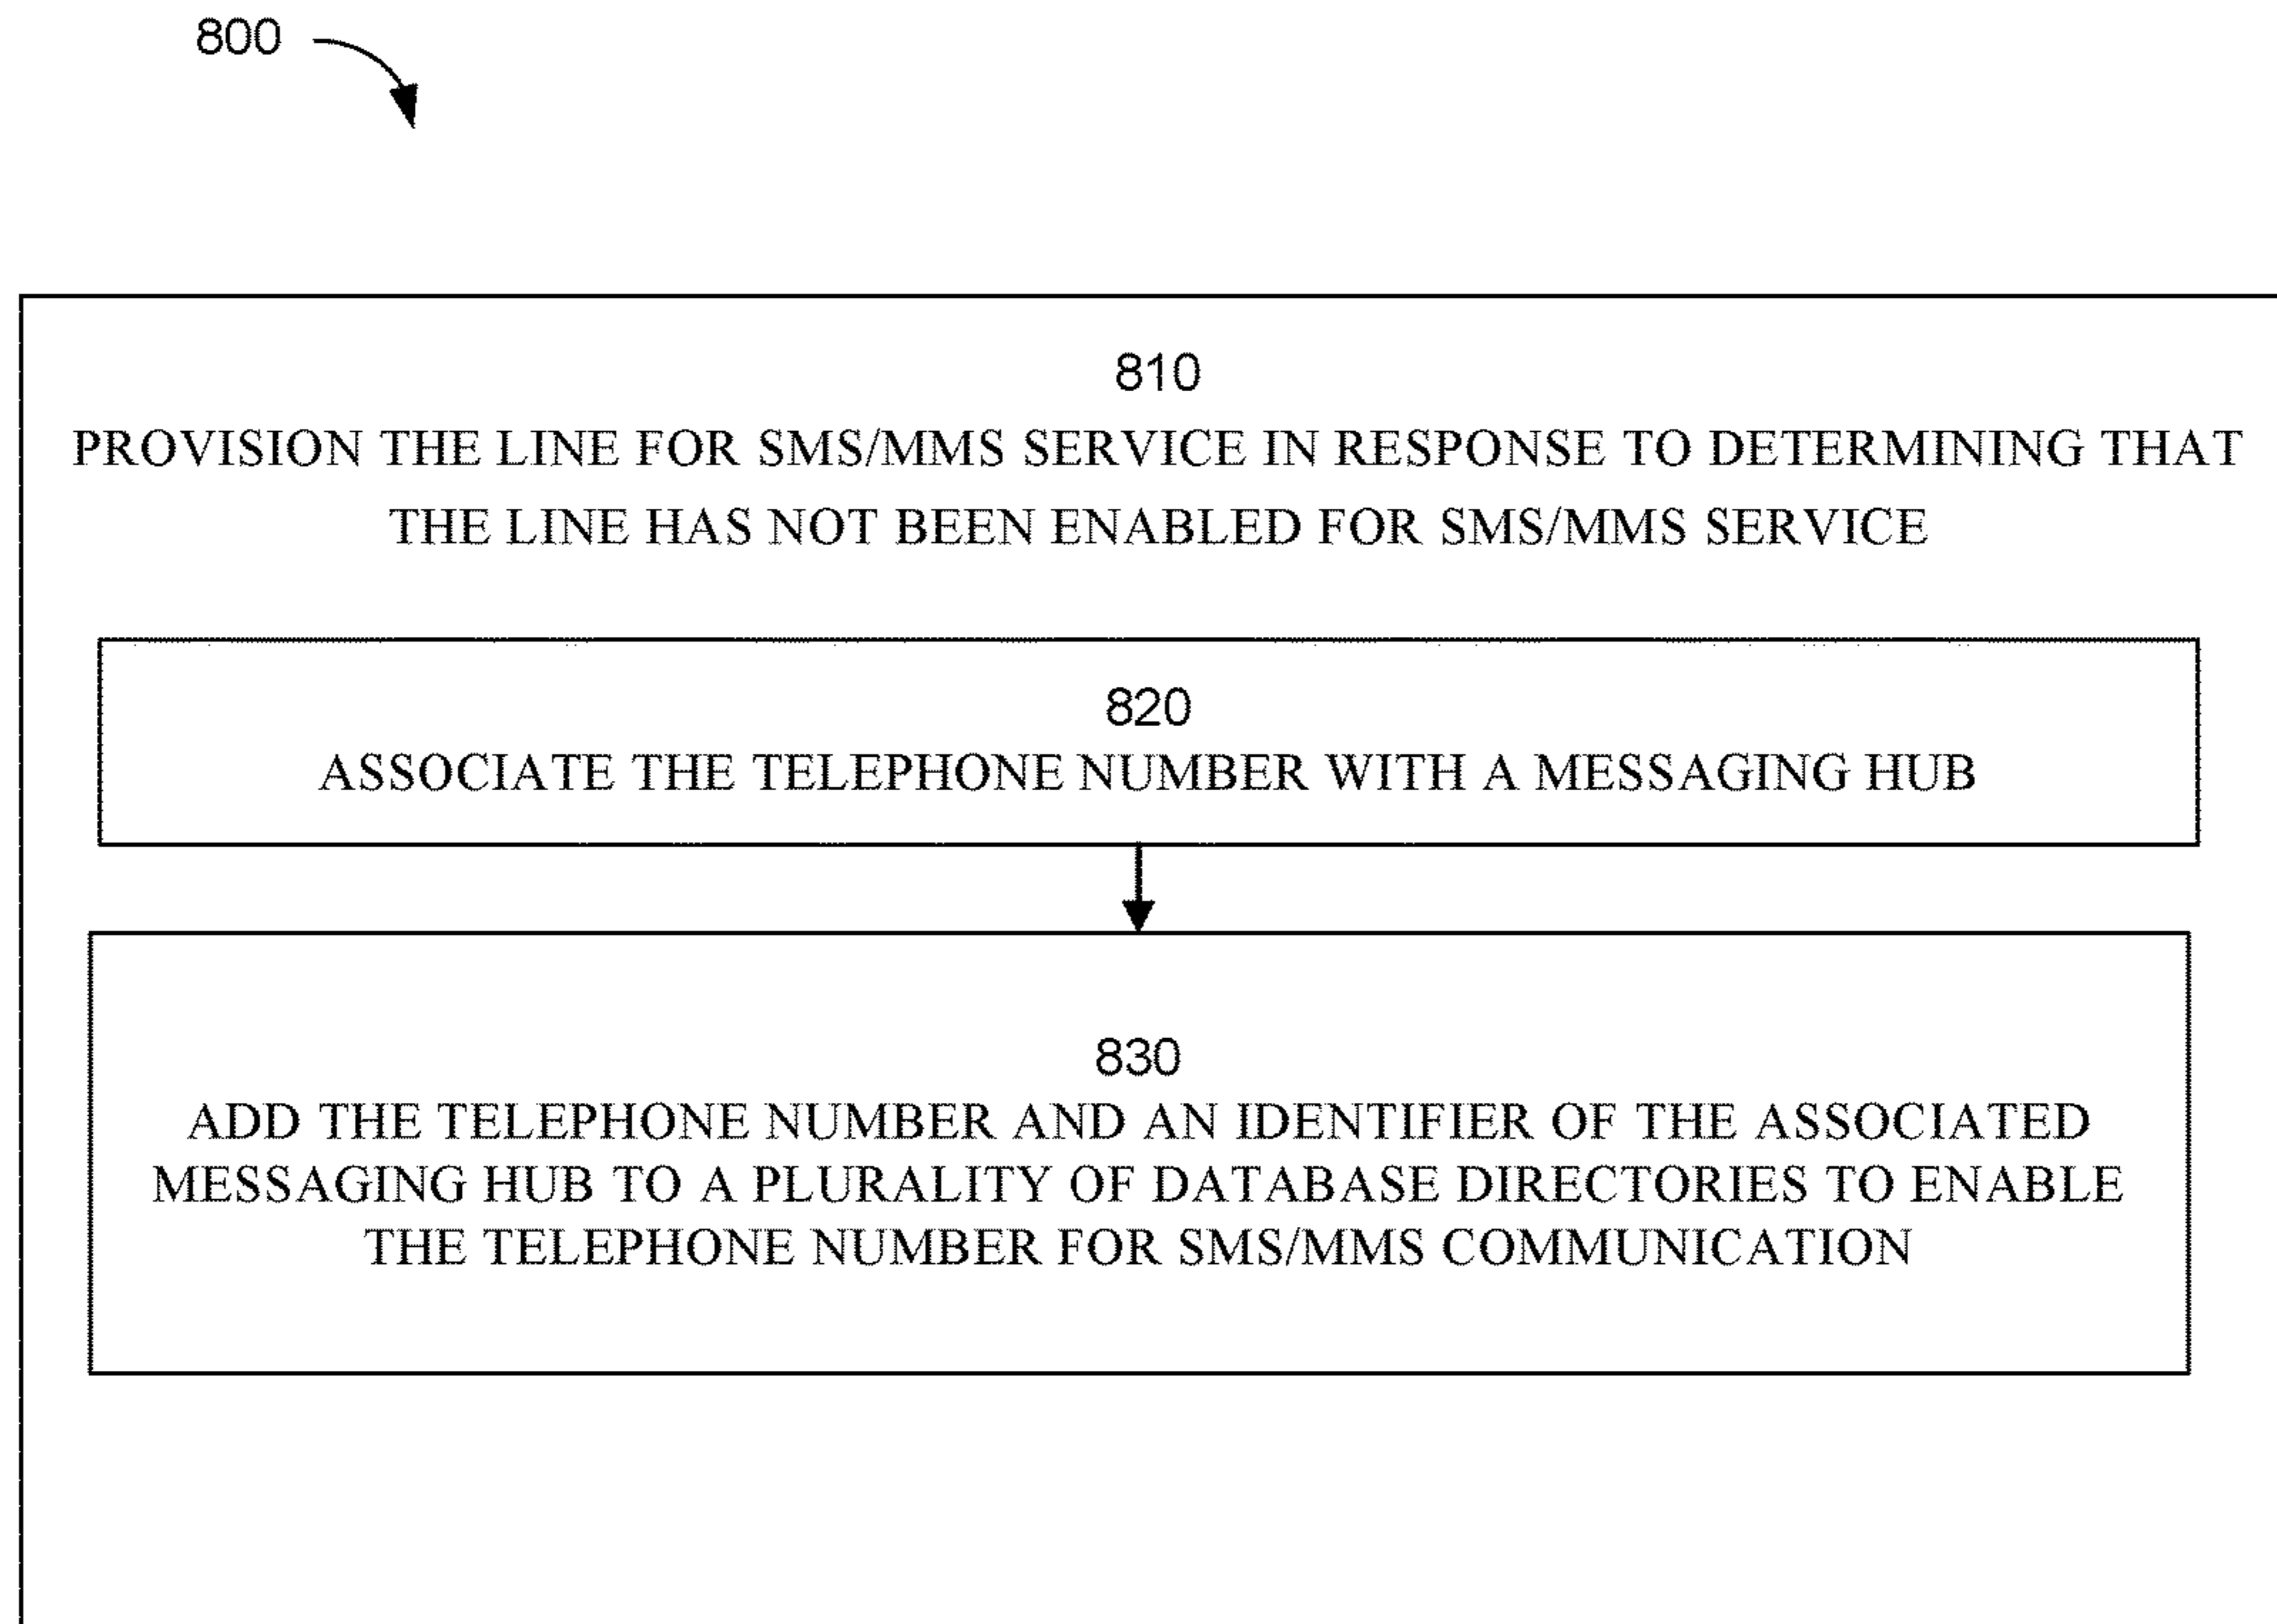 800
810
PROVISION THE LINE FOR SMS/MMS SERVICE IN RESPONSE TO DETERMINING THAT
THE LINE HAS NOT BEEN ENABLED FOR SMS/MMS SERVICE
820
ASSOCIATE THE TELEPHONE NUMBER WITH A MESSAGING HUB
830
ADD THE TELEPHONE NUMBER AND AN IDENTIFIER OF THE ASSOCIATED
MESSAGING HUB TO A PLURALITY OF DATABASE DIRECTORIES TO ENABLE
THE TELEPHONE NUMBER FOR SMS/MMS COMMUNICATION